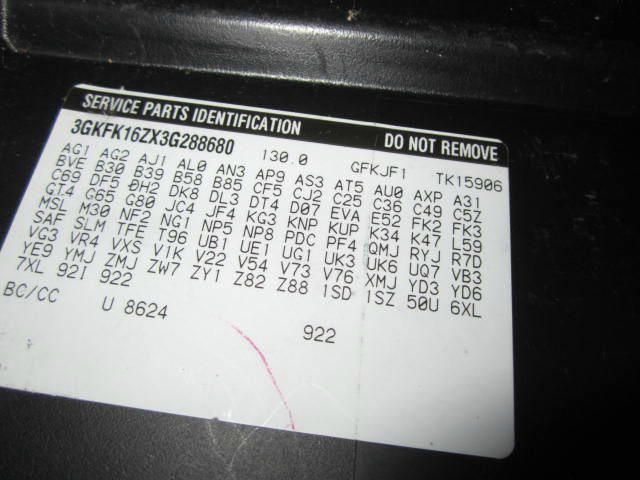 SERVICE PARTS IDENTIFICATION DO NOT REMOVE
3GKFK16ZX3G288680 130.0 GFKJF1 TK15906
AG1 AG2 AJ1 AL0 AN3 AP9 AS3 AT5 AU0 AXP A31
BVE B30 B39 B58 B85 CF5 CJ2 C25 C36 C49 C5Z
C69 DF5 DH2 DK8 DL3 DT4 D07 EVA E52 FK2 FK3
GT4 G65 G80 JC4 JF4 KG3 KNP KUP K34 K47 L59
MSL M30 NF2 NG1 NP5 NP8 PDC PF4 QMJ RYJ R7D
SAF SLM TFE T96 UB1 UE1 UG1 UK3 UK6 UQ7 VB3
VG3 VR4 VXS V1K V22 V54 V73 V76 XMJ YD3 YD6
YE9 YMJ ZMJ ZW7 ZY1 Z82 Z88 1SD 1SZ 50U 6XL
7XL 92I 922
BC/CC U 8624 922